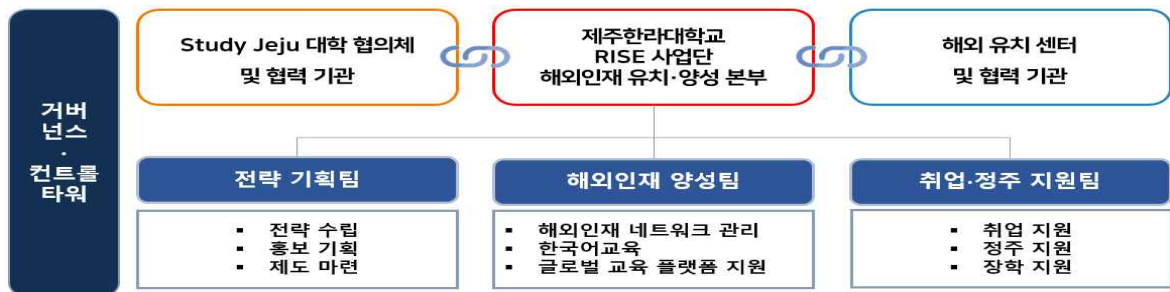 거버
넌스
·
컨트롤
타워
Study Jeju 대학 협의체
및 협력 기관
제주한라대학교
RISE 사업단
해외인재 유치·양성 본부
해외 유치 센터
및 협력 기관
전략 기획팀
▪ 전략 수립
▪ 홍보 기획
▪ 제도 마련
해외인재 양성팀
▪ 해외인재 네트워크 관리
▪ 한국어교육
▪ 글로벌 교육 플랫폼 지원
취업·정주 지원팀
▪ 취업 지원
▪ 정주 지원
▪ 장학 지원